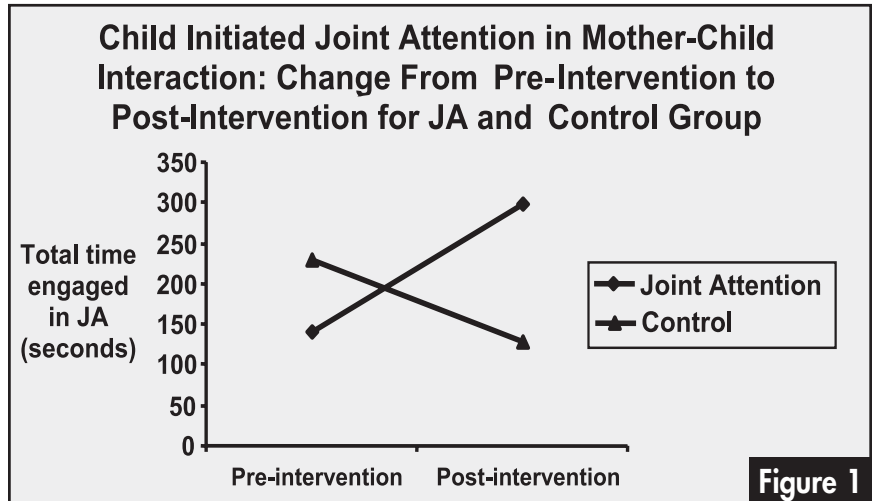 Child Initiated Joint Attention in Mother-Child
Interaction: Change From Pre-Intervention to
Post-Intervention for JA and Control Group
350
300
250
200
150
100
50
0
Total time
engaged
in JA
(seconds)
Joint Attention
Control
Pre-intervention Post-intervention
Figure 1